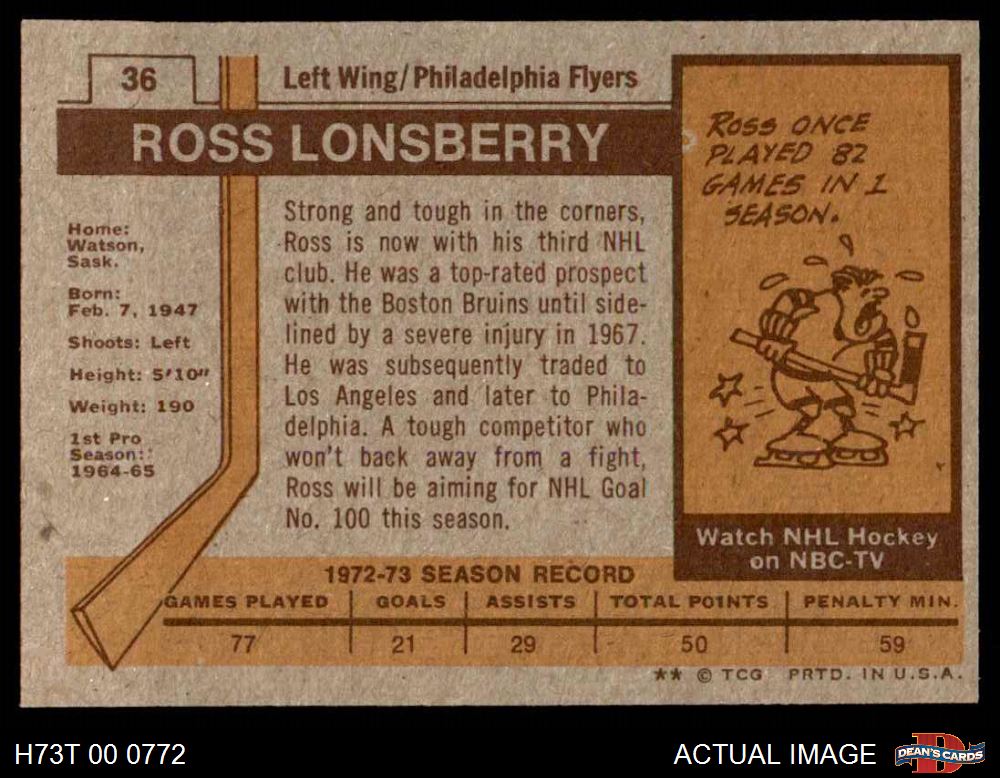 36
Left Wing/Philadelphia Flyers
ROSS LONSBERRY
Home:
Watson,
Sask.
Born:
Feb. 7, 1947
Shoots: Left
Height: 5'10"
Weight: 190
1st Pro
Season:
1964-65
Strong and tough in the corners,
Ross is now with his third NHL
club. He was a top-rated prospect
with the Boston Bruins until side-
lined by a severe injury in 1967.
He was subsequently traded to
Los Angeles and later to Phila-
delphia. A tough competitor who
won't back away from a fight,
Ross will be aiming for NHL Goal
No. 100 this season.
ROSS ONCE
PLAYED 82
GAMES IN 1
SEASON.
Watch NHL Hockey
on NBC-TV
1972-73 SEASON RECORD
GAMES PLAYED GOALS ASSISTS TOTAL POINTS PENALTY MIN.
77 21 29 50 59
** © TCG PRTD. IN U.S.A.
H73T 00 0772
ACTUAL IMAGE
DEAN'S CARDS